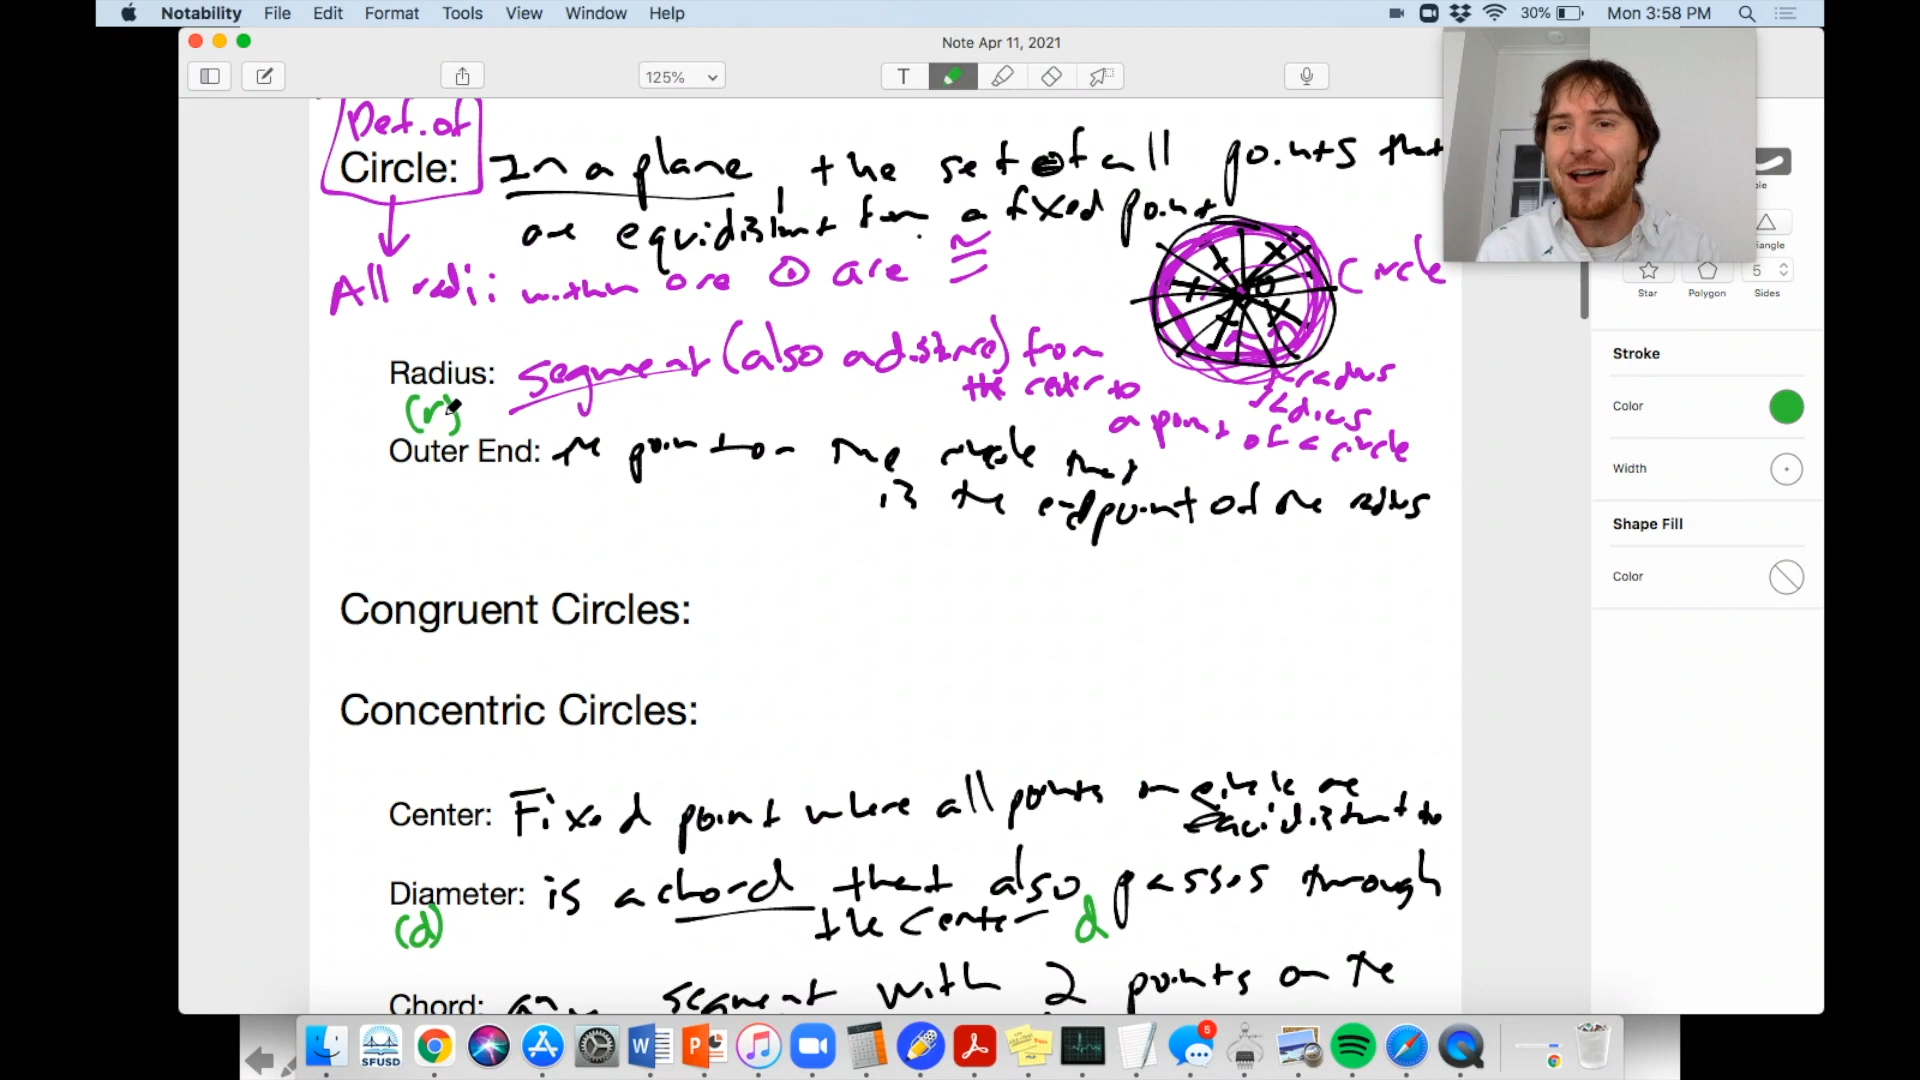 Notability File Edit Format Tools View Window Help
30% Mon 3:58 PM
Note Apr 11, 2021
125%
T
Def. of
Circle: In a plane, the set of all points that
are equidistant from a fixed point
All radii within one ⊙ are ≅
Circle
Radius: segment (also a distance) from
the center to
a point of a circle
radius
radius
(r)
Outer End: the point on the circle that
is the endpoint of the radius
Congruent Circles:
Concentric Circles:
Center: Fixed point where all points on circle are
equidistant to
Diameter: is a chord that also passes through
the center d
(d)
Chord: any segment with 2 points on the
Star
Polygon
5
Sides
Stroke
Color
Width
Shape Fill
Color
SFUSD
W
P
5